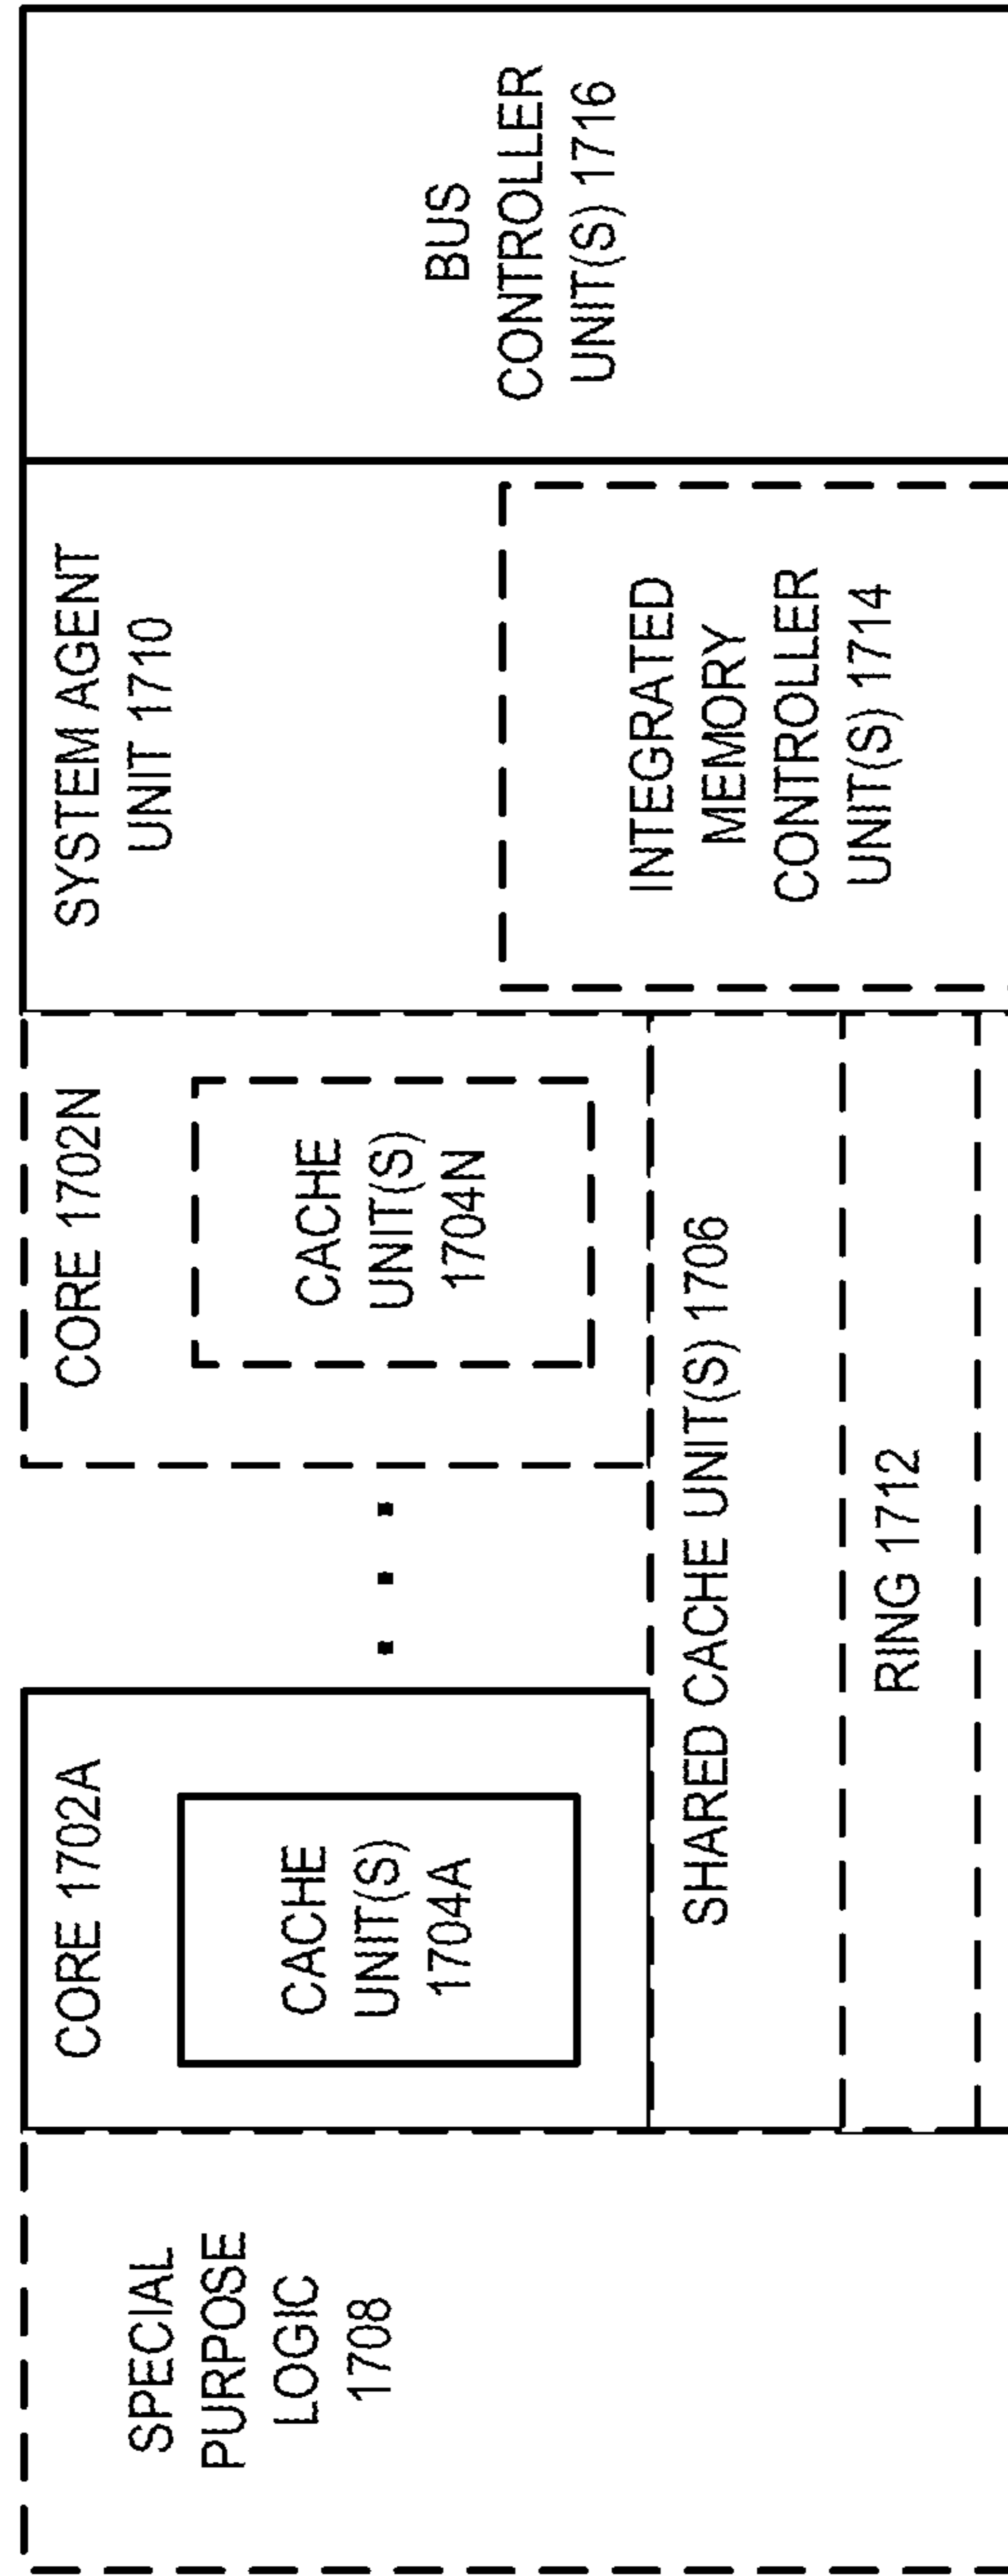 SPECIAL
PURPOSE
LOGIC
1708
CORE 1702A
CACHE
UNIT(S)
1704A
CORE 1702N
CACHE
UNIT(S)
1704N
SHARED CACHE UNIT(S) 1706
RING 1712
SYSTEM AGENT
UNIT 1710
INTEGRATED
MEMORY
CONTROLLER
UNIT(S) 1714
BUS
CONTROLLER
UNIT(S) 1716